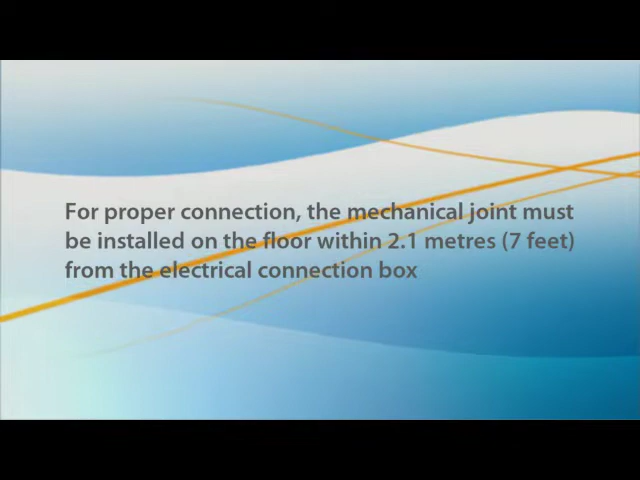 For proper connection, the mechanical joint must
be installed on the floor within 2.1 metres (7 feet)
from the electrical connection box